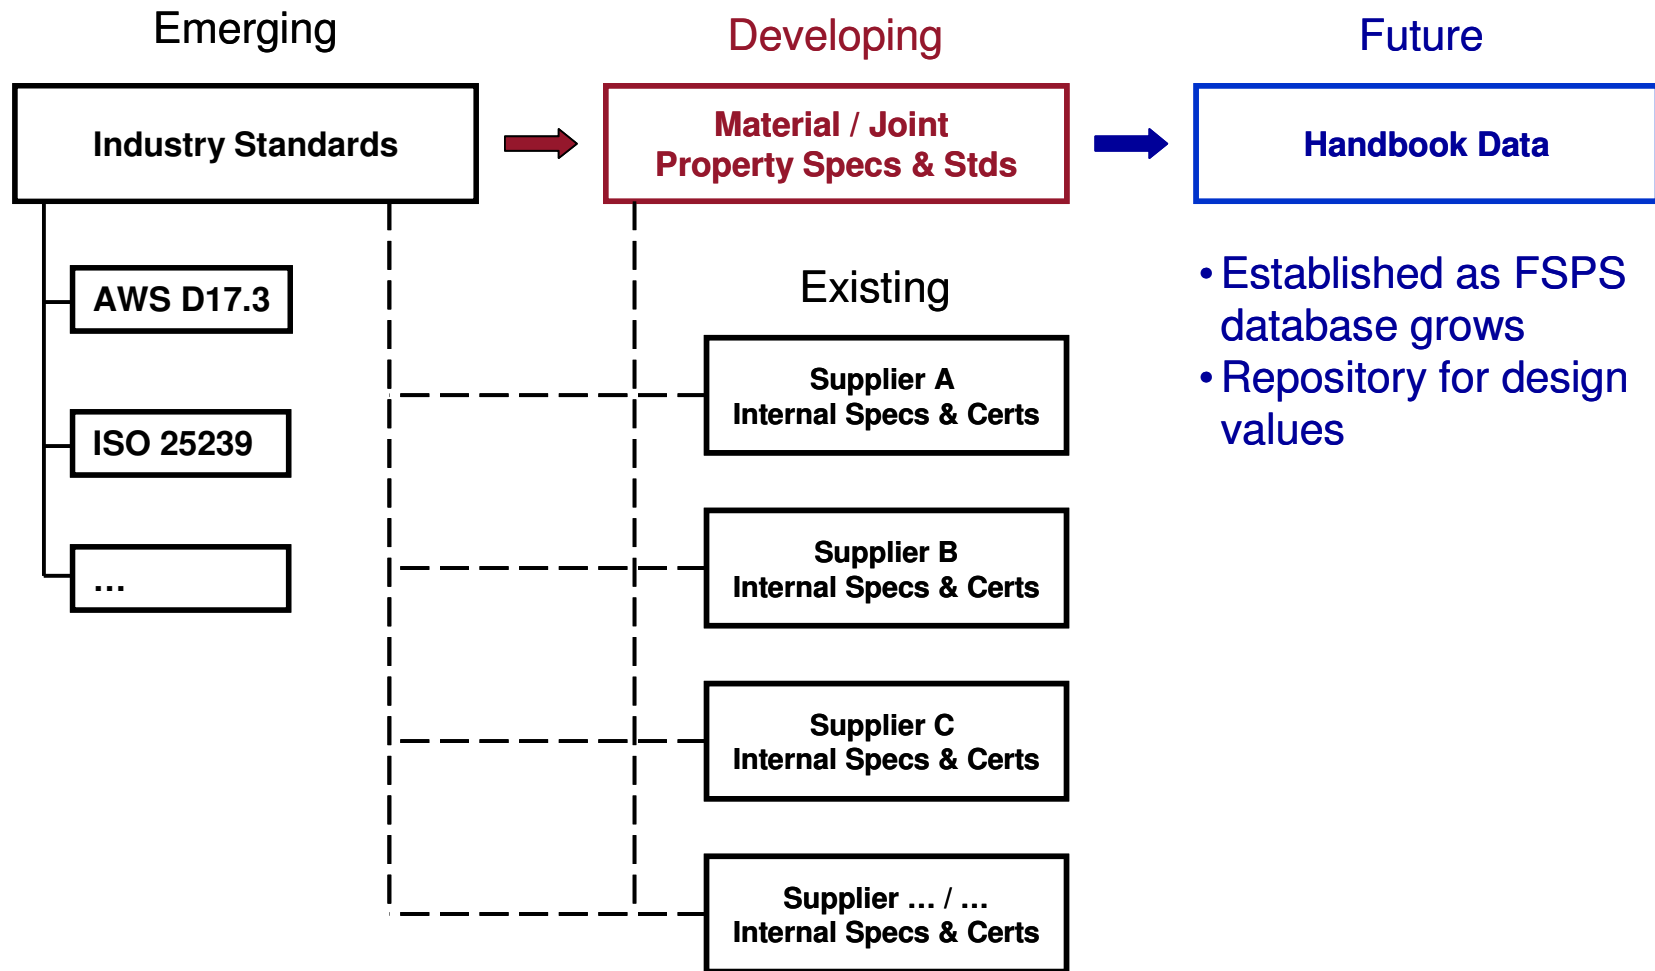 Emerging
Developing
Future
Industry Standards
Material / Joint
Property Specs & Stds
Handbook Data
AWS D17.3
ISO 25239
...
Existing
Supplier A
Internal Specs & Certs
Supplier B
Internal Specs & Certs
Supplier C
Internal Specs & Certs
Supplier ... / ...
Internal Specs & Certs
• Established as FSPS
database grows
• Repository for design
values